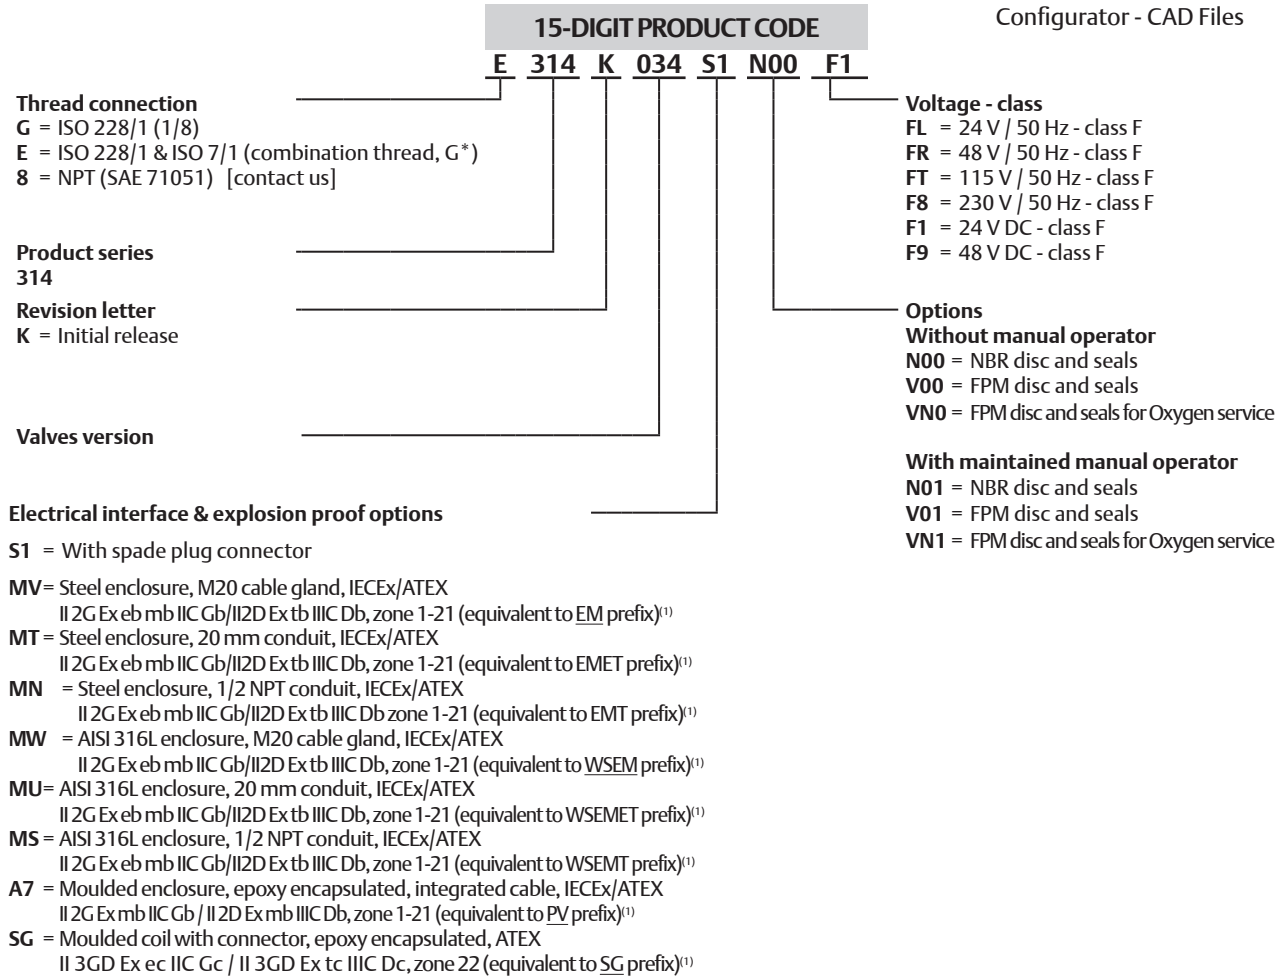 15-DIGIT PRODUCT CODE
Configurator - CAD Files
E 314 K 034 S1 N00 F1
Thread connection
G = ISO 228/1 (1/8)
E = ISO 228/1 & ISO 7/1 (combination thread, G*)
8 = NPT (SAE 71051) [contact us]
Product series
314
Revision letter
K = Initial release
Valves version
Electrical interface & explosion proof options
S1 = With spade plug connector
MV= Steel enclosure, M20 cable gland, IECEx/ATEX
II 2G Ex eb mb IIC Gb/II2D Ex tb IIIC Db, zone 1-21 (equivalent to EM prefix)(1)
MT = Steel enclosure, 20 mm conduit, IECEx/ATEX
II 2G Ex eb mb IIC Gb/II2D Ex tb IIIC Db, zone 1-21 (equivalent to EMET prefix)(1)
MN = Steel enclosure, 1/2 NPT conduit, IECEx/ATEX
II 2G Ex eb mb IIC Gb/II2D Ex tb IIIC Db zone 1-21 (equivalent to EMT prefix)(1)
MW = AISI 316L enclosure, M20 cable gland, IECEx/ATEX
II 2G Ex eb mb IIC Gb/II2D Ex tb IIIC Db, zone 1-21 (equivalent to WSEM prefix)(1)
MU= AISI 316L enclosure, 20 mm conduit, IECEx/ATEX
II 2G Ex eb mb IIC Gb/II2D Ex tb IIIC Db, zone 1-21 (equivalent to WSEMET prefix)(1)
MS = AISI 316L enclosure, 1/2 NPT conduit, IECEx/ATEX
II 2G Ex eb mb IIC Gb/II2D Ex tb IIIC Db, zone 1-21 (equivalent to WSEMT prefix)(1)
A7 = Moulded enclosure, epoxy encapsulated, integrated cable, IECEx/ATEX
II 2G Ex mb IIC Gb / II 2D Ex mb IIIC Db, zone 1-21 (equivalent to PV prefix)(1)
SG = Moulded coil with connector, epoxy encapsulated, ATEX
II 3GD Ex ec IIC Gc / II 3GD Ex tc IIIC Dc, zone 22 (equivalent to SG prefix)(1)
Voltage - class
FL = 24 V / 50 Hz - class F
FR = 48 V / 50 Hz - class F
FT = 115 V / 50 Hz - class F
F8 = 230 V / 50 Hz - class F
F1 = 24 V DC - class F
F9 = 48 V DC - class F
Options
Without manual operator
N00 = NBR disc and seals
V00 = FPM disc and seals
VN0 = FPM disc and seals for Oxygen service
With maintained manual operator
N01 = NBR disc and seals
V01 = FPM disc and seals
VN1 = FPM disc and seals for Oxygen service